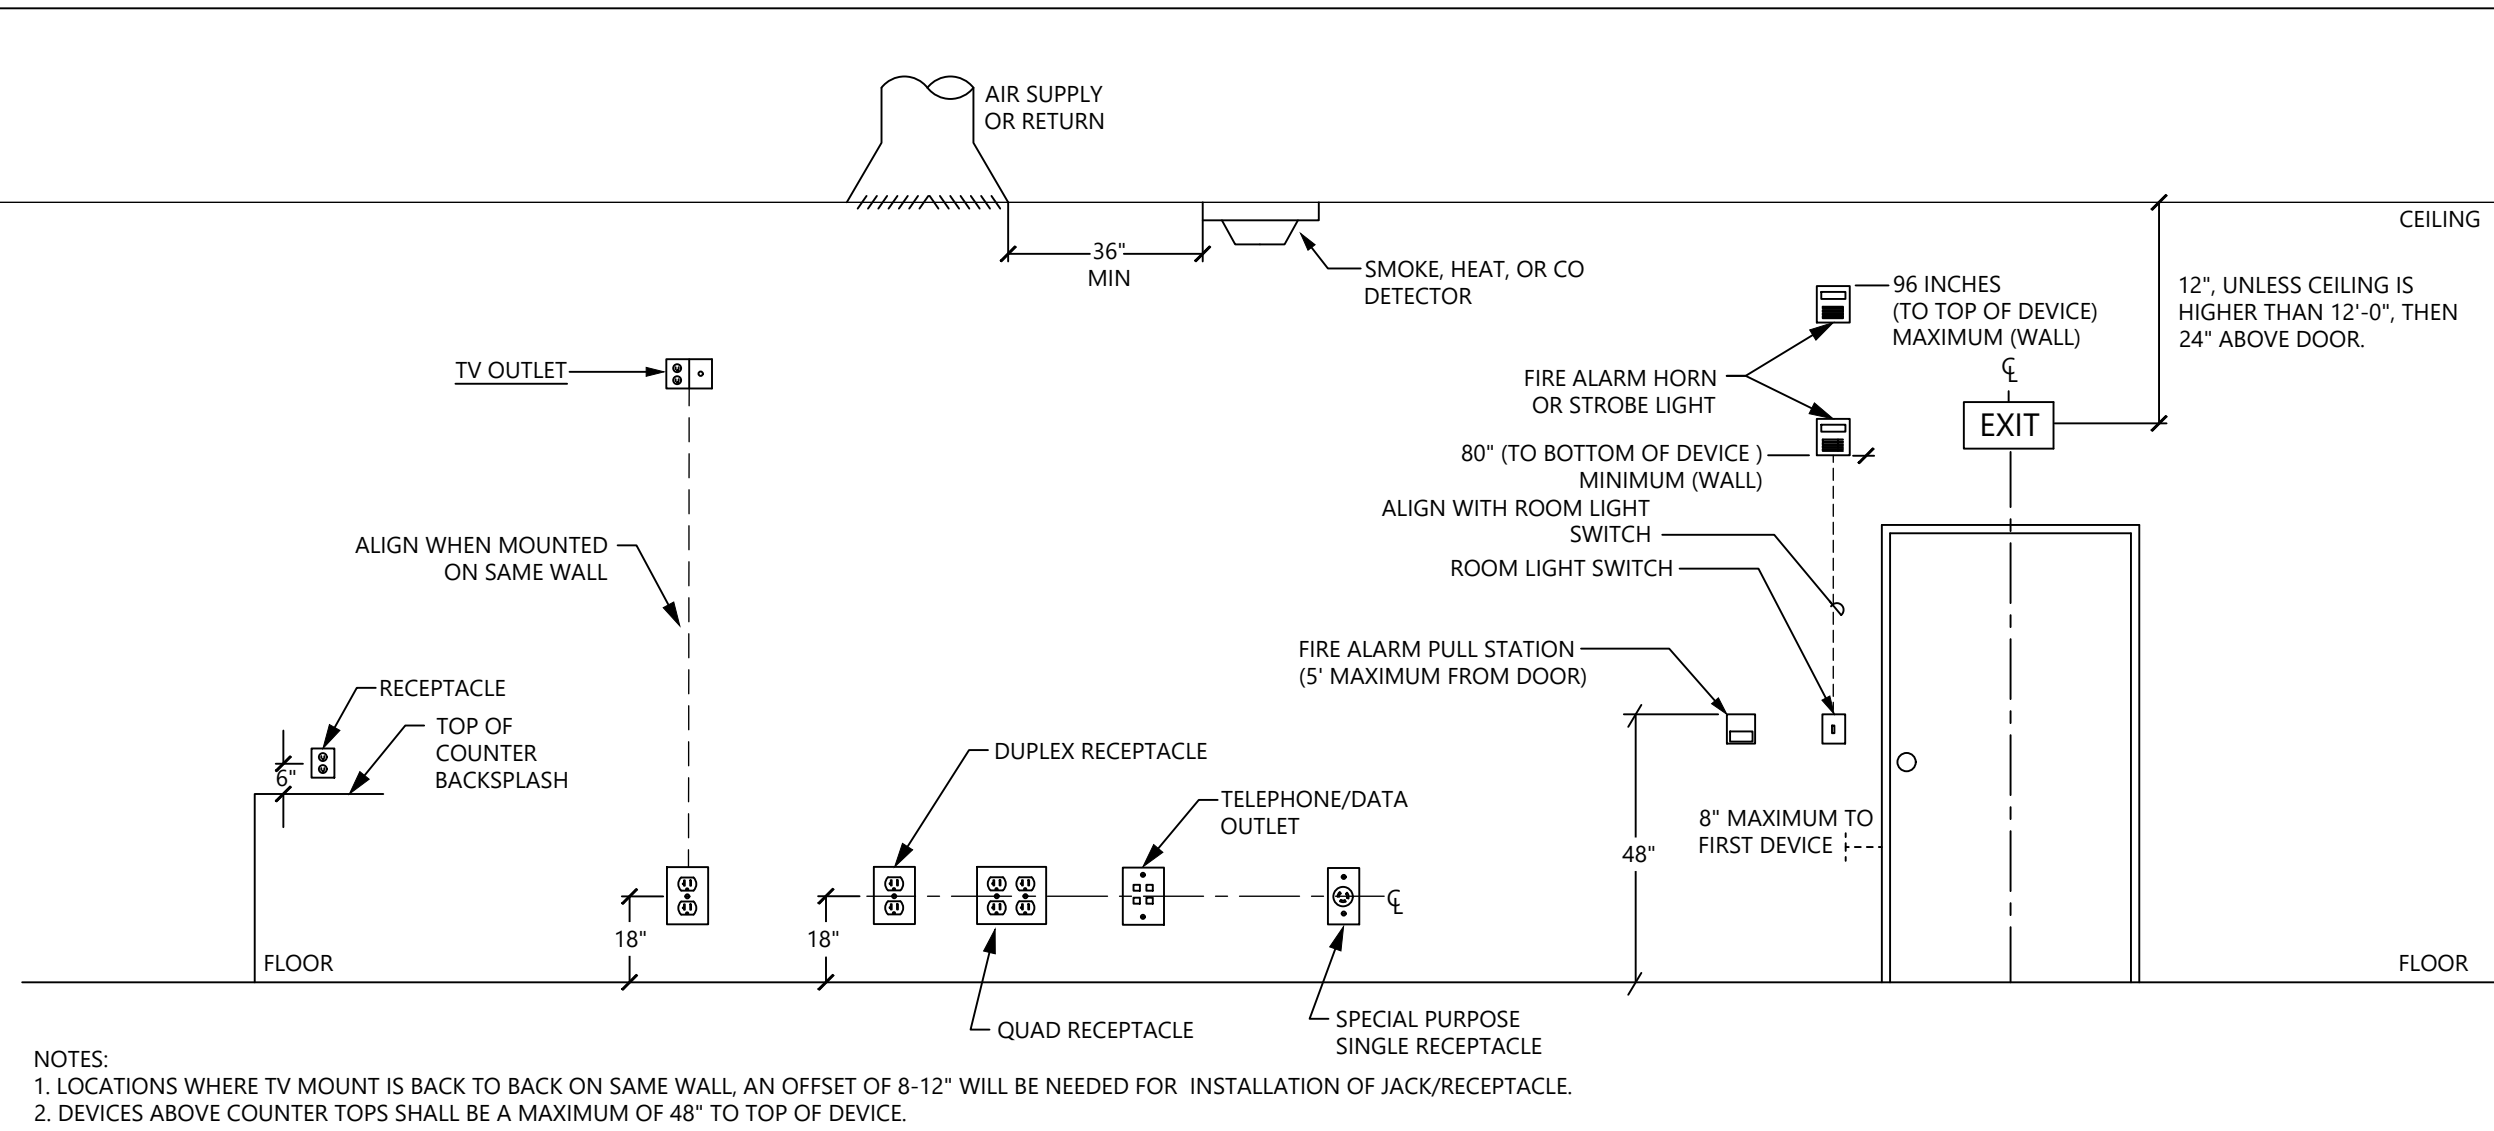 AIR SUPPLY
OR RETURN
CEILING
36"
MIN
SMOKE, HEAT, OR CO
DETECTOR
96 INCHES
(TO TOP OF DEVICE)
MAXIMUM (WALL)
12", UNLESS CEILING IS
HIGHER THAN 12'-0", THEN
24" ABOVE DOOR.
TV OUTLET
FIRE ALARM HORN
OR STROBE LIGHT
℄
EXIT
80" (TO BOTTOM OF DEVICE )
MINIMUM (WALL)
ALIGN WITH ROOM LIGHT
SWITCH
ROOM LIGHT SWITCH
ALIGN WHEN MOUNTED
ON SAME WALL
FIRE ALARM PULL STATION
(5' MAXIMUM FROM DOOR)
RECEPTACLE
TOP OF
COUNTER
BACKSPLASH
6"
DUPLEX RECEPTACLE
TELEPHONE/DATA
OUTLET
8" MAXIMUM TO
FIRST DEVICE
48"
℄
18"
18"
FLOOR
FLOOR
QUAD RECEPTACLE
SPECIAL PURPOSE
SINGLE RECEPTACLE
NOTES:
1. LOCATIONS WHERE TV MOUNT IS BACK TO BACK ON SAME WALL, AN OFFSET OF 8-12" WILL BE NEEDED FOR  INSTALLATION OF JACK/RECEPTACLE.
2. DEVICES ABOVE COUNTER TOPS SHALL BE A MAXIMUM OF 48" TO TOP OF DEVICE.